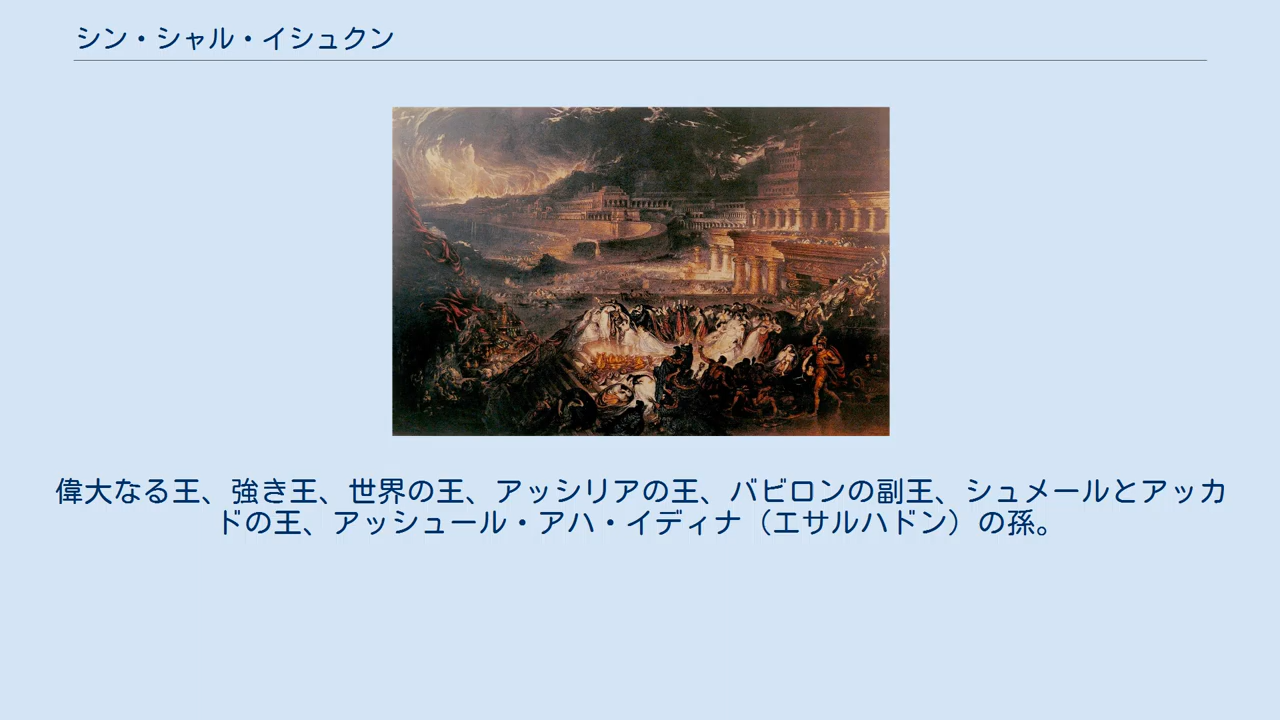 シン・シャル・イシュクン
偉大なる王、強き王、世界の王、アッシリアの王、バビロンの副王、シュメールとアッカ
ドの王、アッシュール・アハ・イディナ（エサルハドン）の孫。